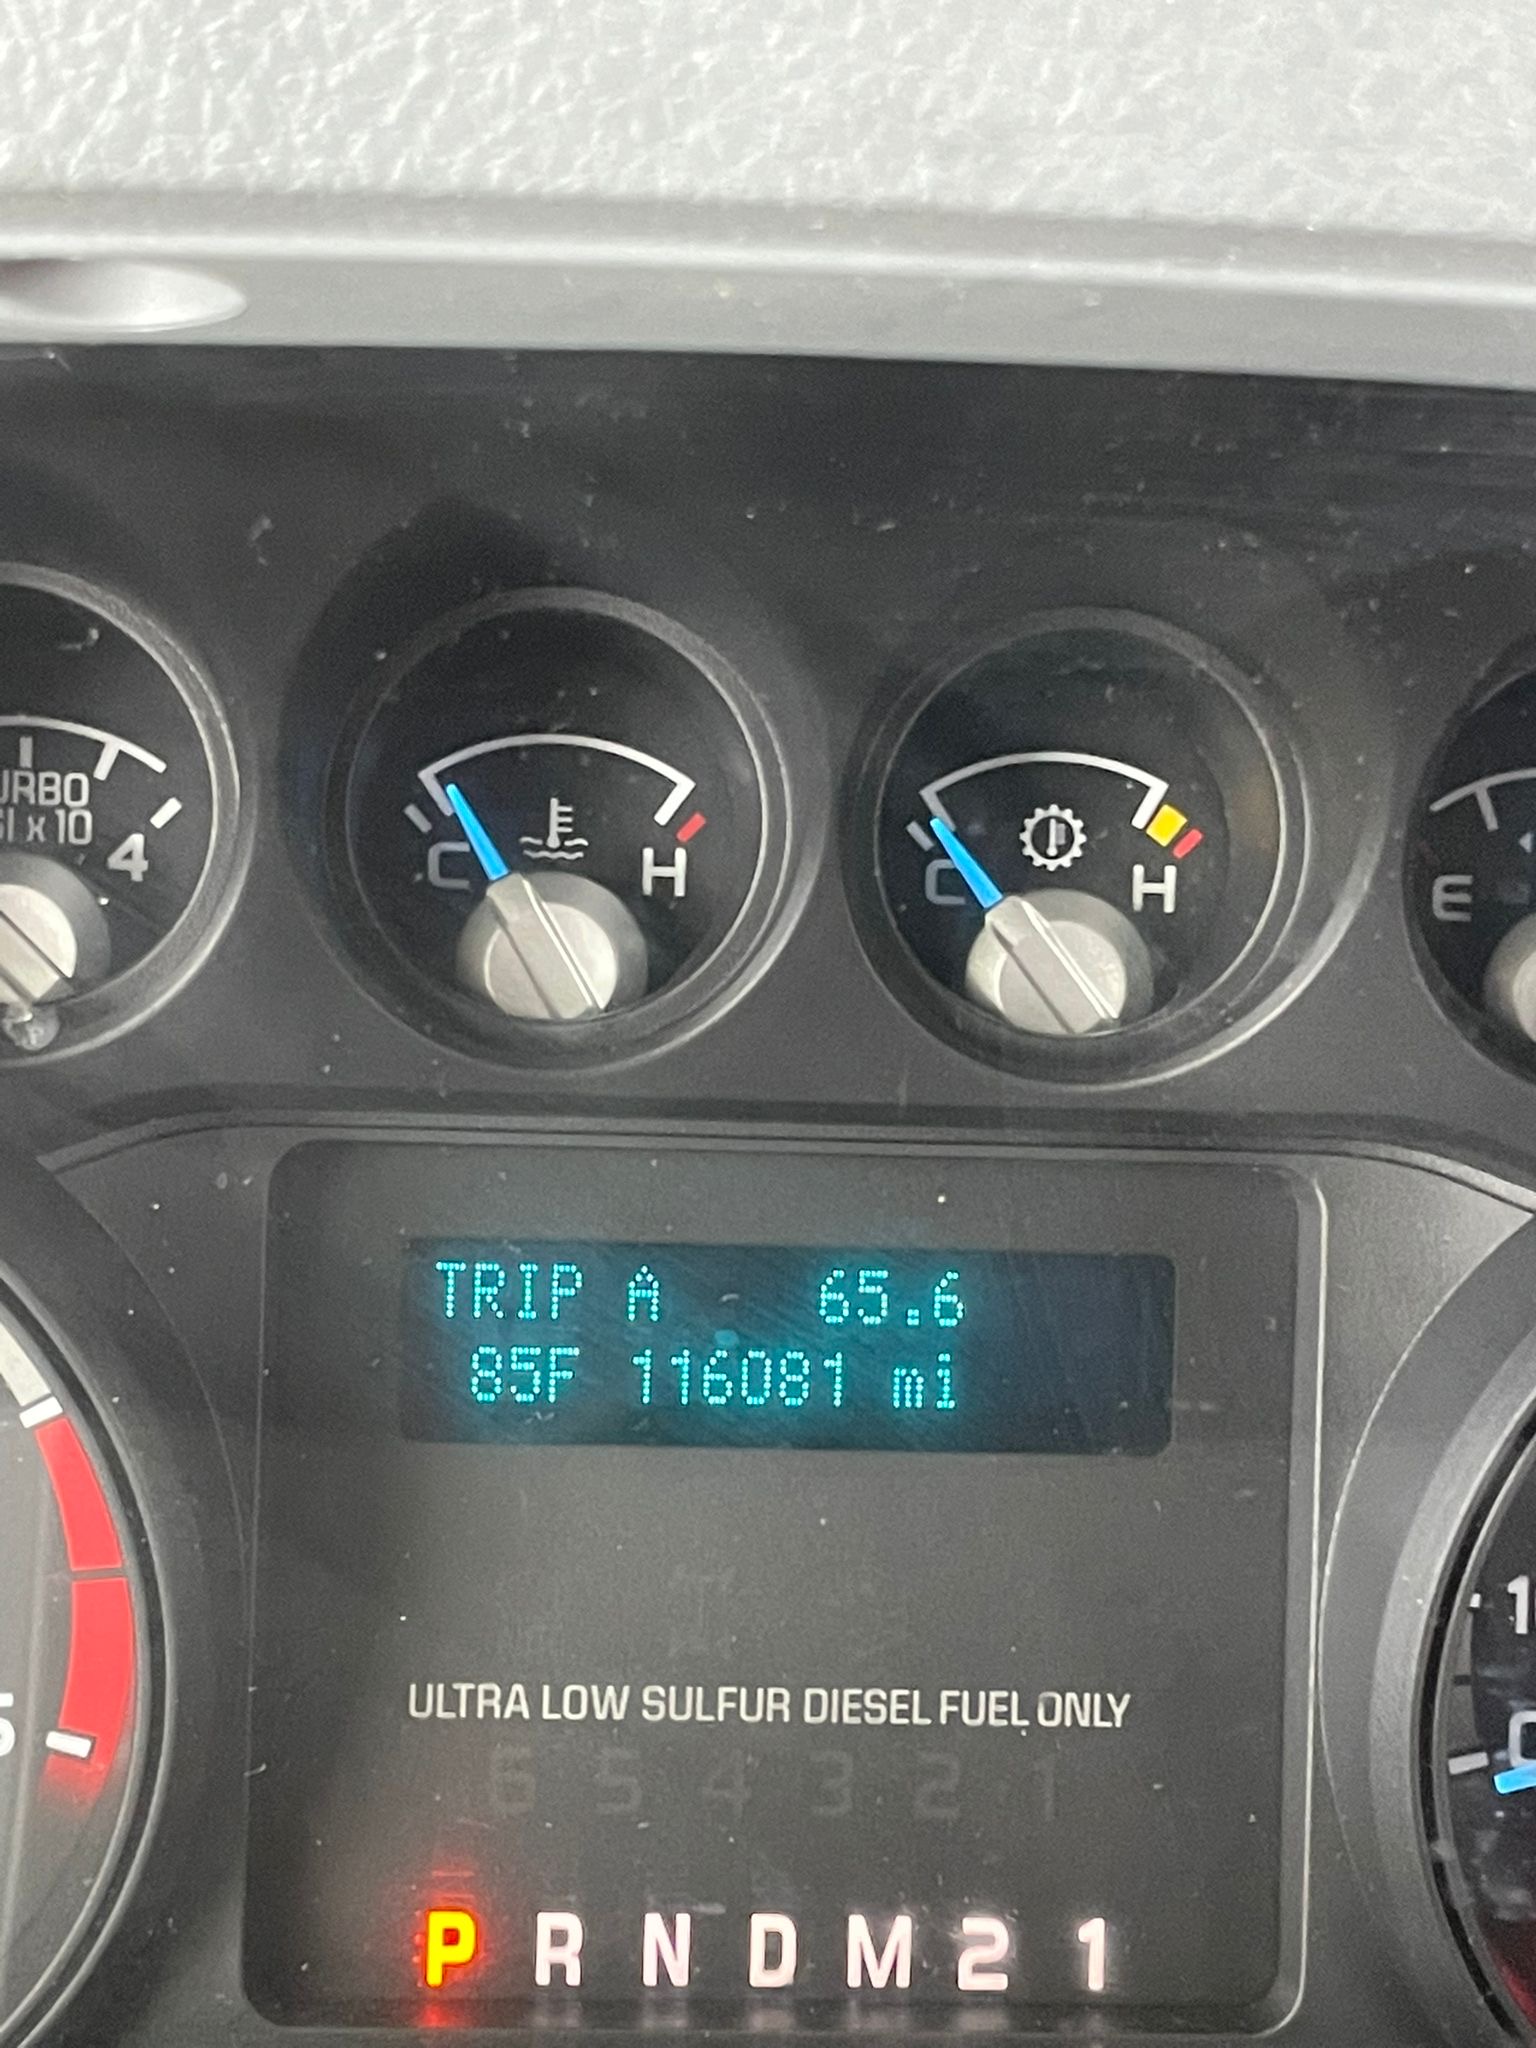 4
C
H
C
H
E
TRIP A 65.6
85F 116081 mi
ULTRA LOW SULFUR DIESEL FUEL ONLY
6 5 4 3 2 1
P R N D M 2 1